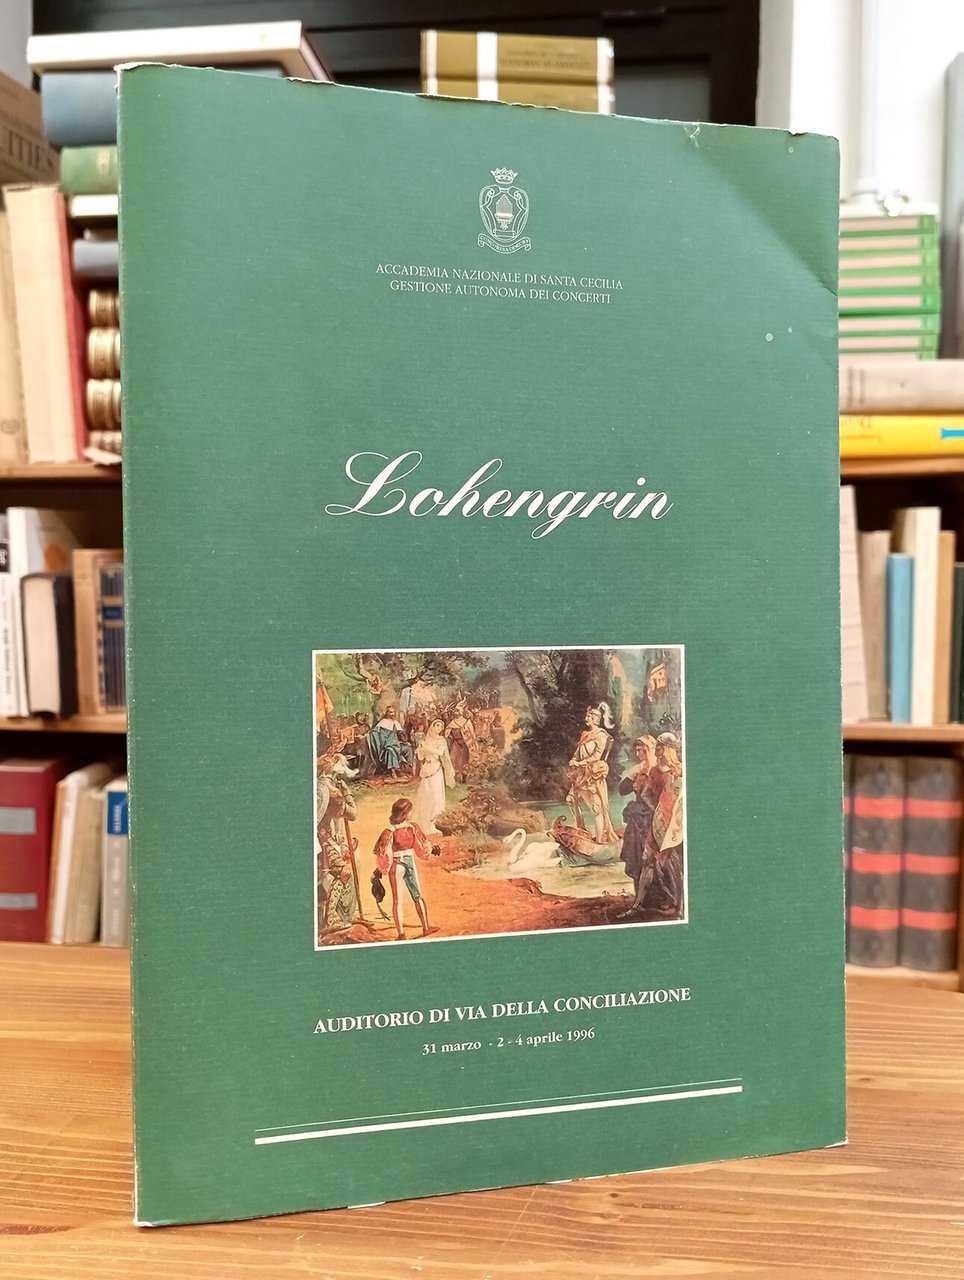 ACCADEMIA NAZIONALE DI SANTA CECILIA
GESTIONE AUTONOMA DEI CONCERTI
Lohengrin
AUDITORIO DI VIA DELLA CONCILIAZIONE
31 marzo - 2 - 4 aprile 1996